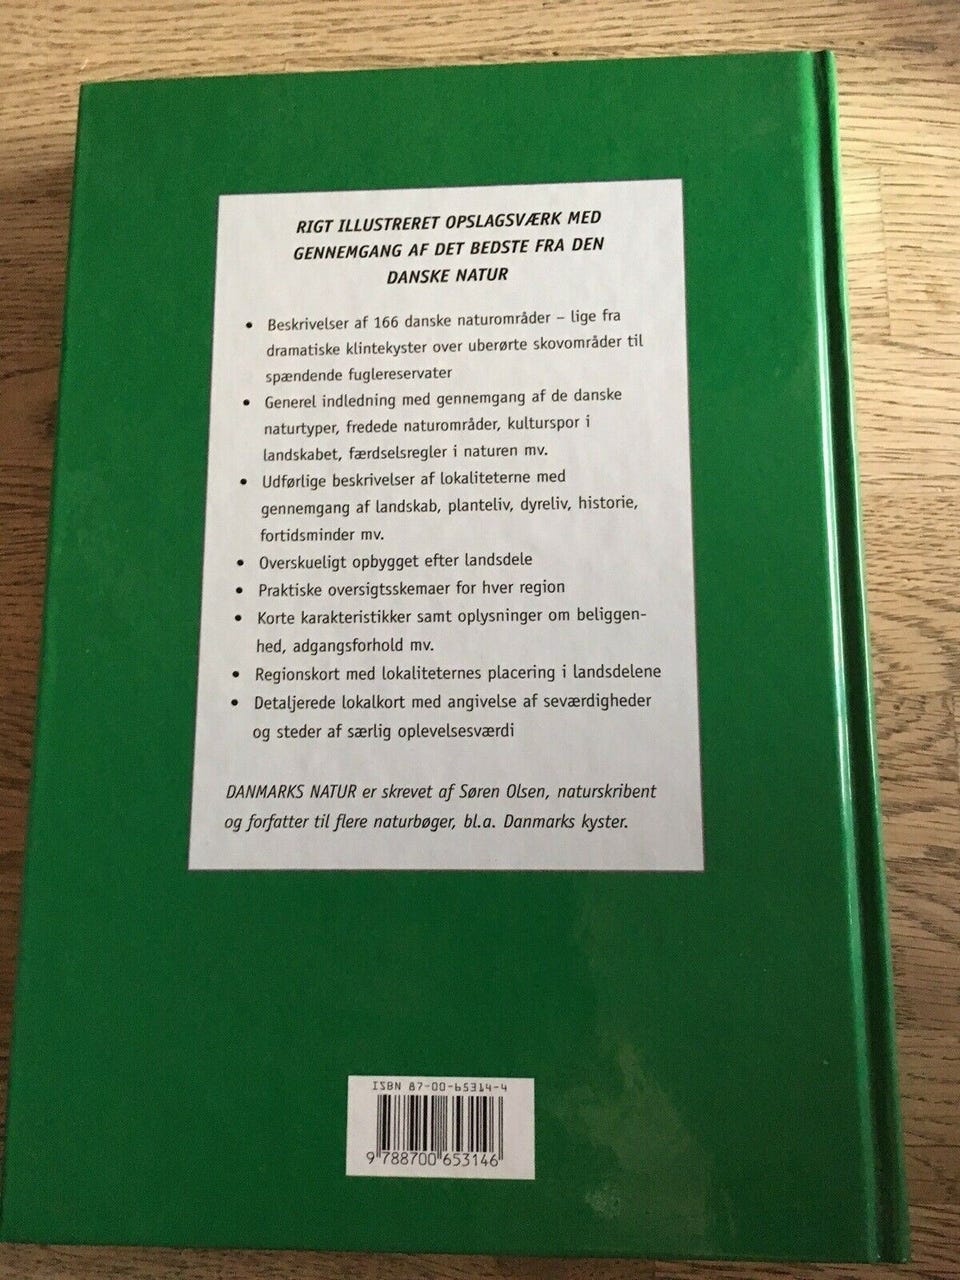 RIGT ILLUSTRERET OPSLAGSVÆRK MED
GENNEMGANG AF DET BEDSTE FRA DEN
DANSKE NATUR
• Beskrivelser af 166 danske naturområder – lige fra
dramatiske klintekyster over uberørte skovområder til
spændende fuglereservater
• Generel indledning med gennemgang af de danske
naturtyper, fredede naturområder, kulturspor i
landskabet, færdselsregler i naturen mv.
• Udførlige beskrivelser af lokaliteterne med
gennemgang af landskab, planteliv, dyreliv, historie,
fortidsminder mv.
• Overskueligt opbygget efter landsdele
• Praktiske oversigtsskemaer for hver region
• Korte karakteristikker samt oplysninger om beliggen-
hed, adgangsforhold mv.
• Regionskort med lokaliteternes placering i landsdelene
• Detaljerede lokalkort med angivelse af seværdigheder
og steder af særlig oplevelsesværdi
DANMARKS NATUR er skrevet af Søren Olsen, naturskribent
og forfatter til flere naturbøger, bl.a. Danmarks kyster.
ISBN 87-00-65314-4
9 788700 653146